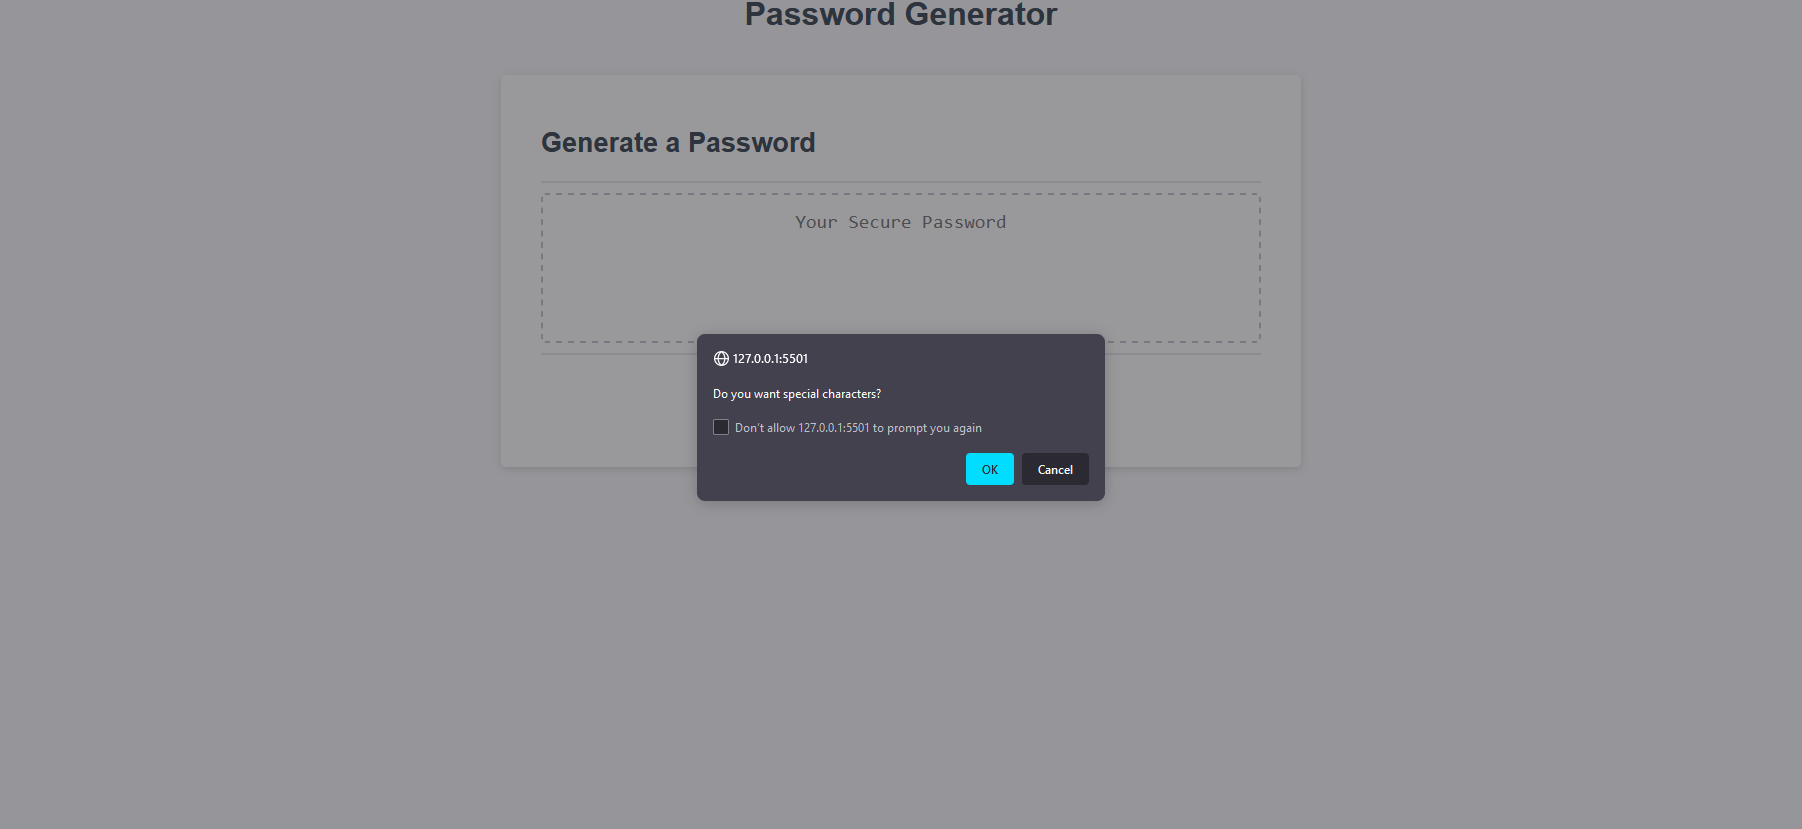 Password Generator
Generate a Password
Your Secure Password
127.0.0.1:5501
Do you want special characters?
Don't allow 127.0.0.1:5501 to prompt you again
OK Cancel